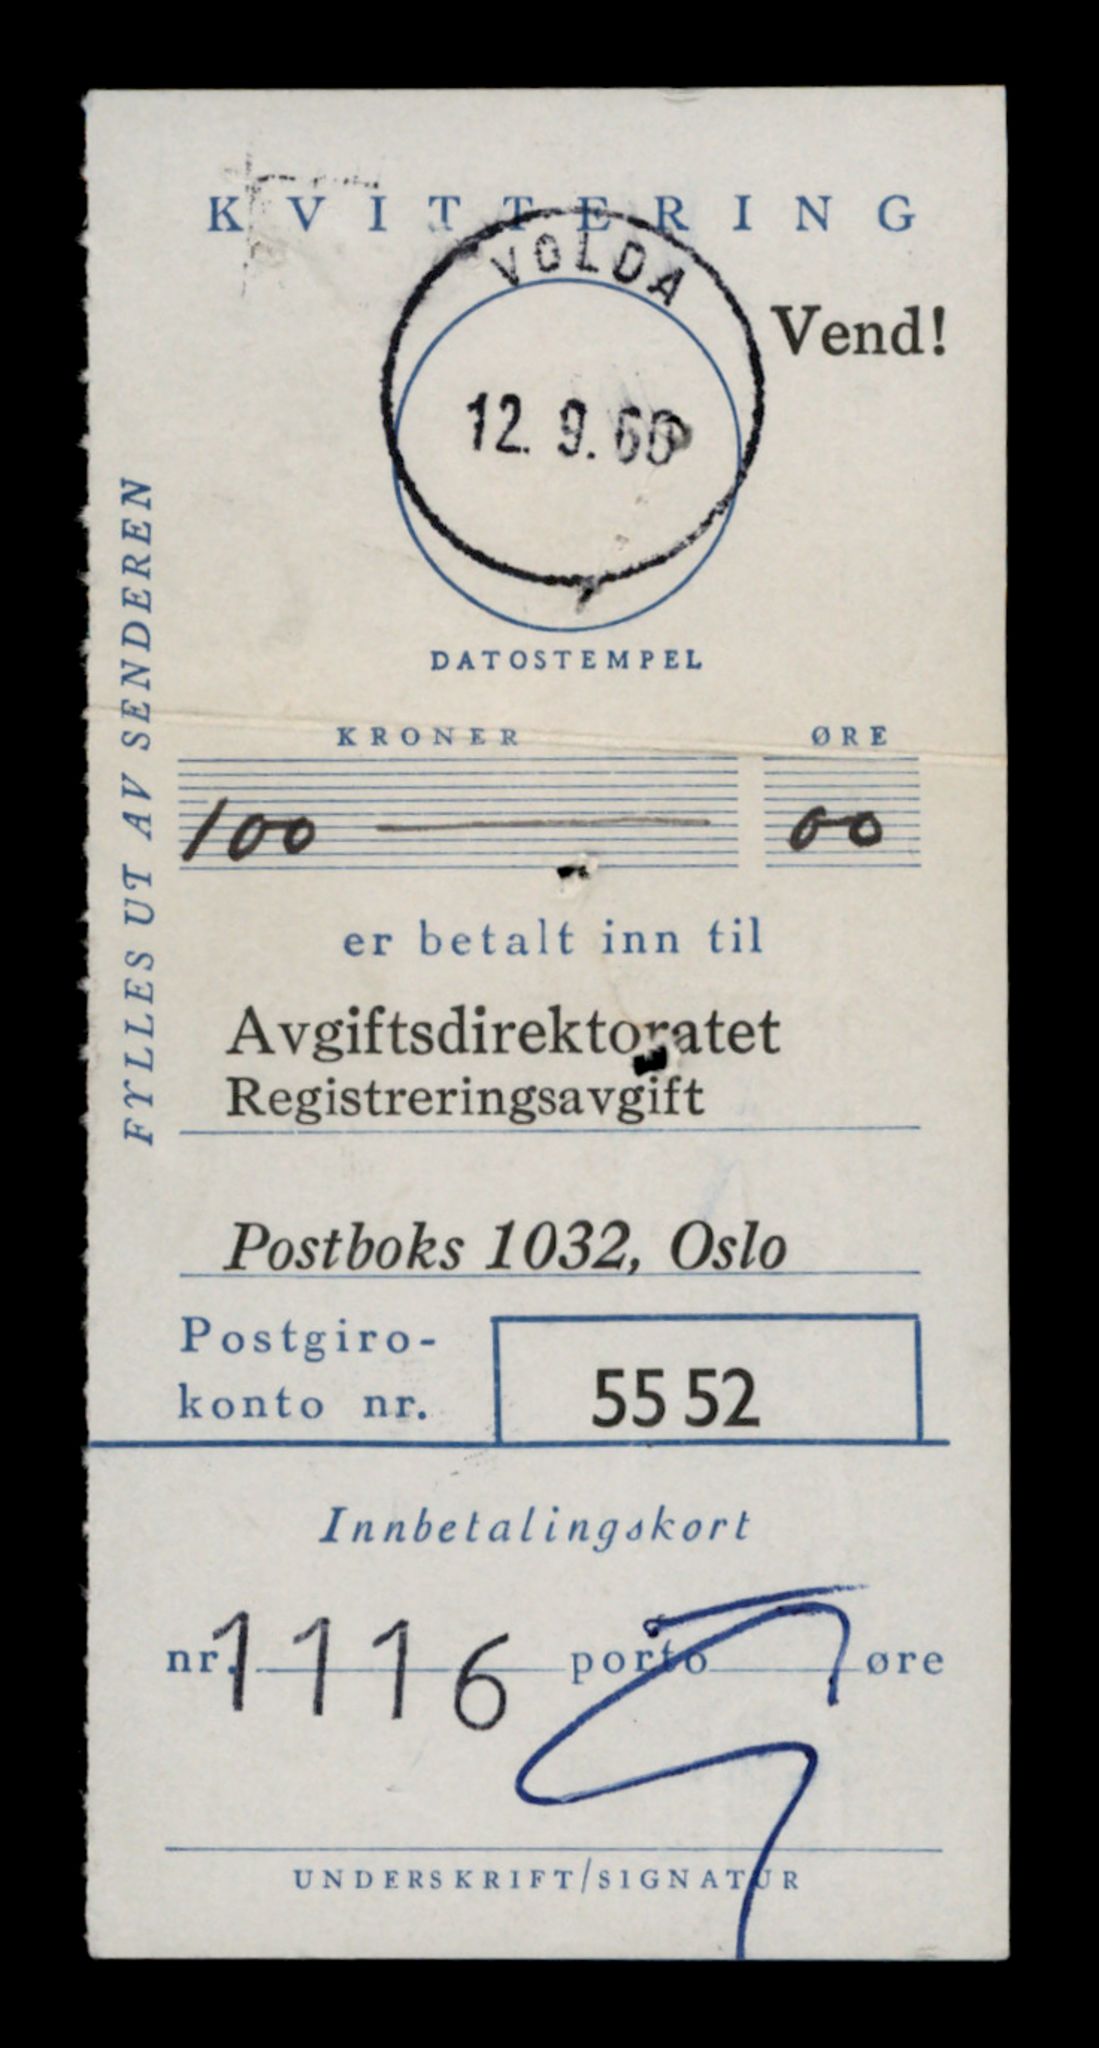 KVITTERING
VOLDA
Vend!
12. 9. 60
DATOSTEMPEL
FYLLES UT AV SENDEREN
KRONER ØRE
100 — 00
er betalt inn til
Avgiftsdirektoratet
Registreringsavgift
Postboks 1032, Oslo
Postgiro-
konto nr. 55 52
Innbetalingskort
nr. 1116 porto øre
UNDERSKRIFT/SIGNATUR